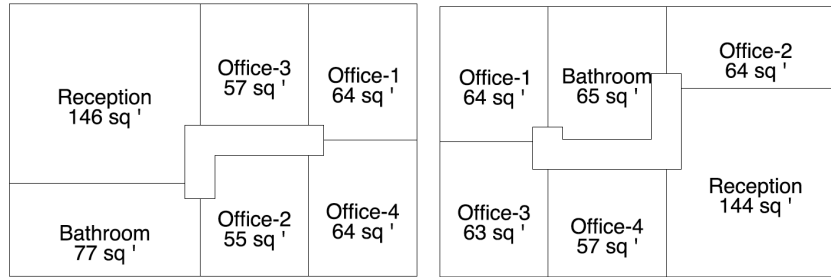 Reception
146 sq '
Office-3
57 sq '
Office-1
64 sq '
Bathroom
77 sq '
Office-2
55 sq '
Office-4
64 sq '
Office-1
64 sq '
Bathroom
65 sq '
Office-2
64 sq '
Office-3
63 sq '
Office-4
57 sq '
Reception
144 sq '